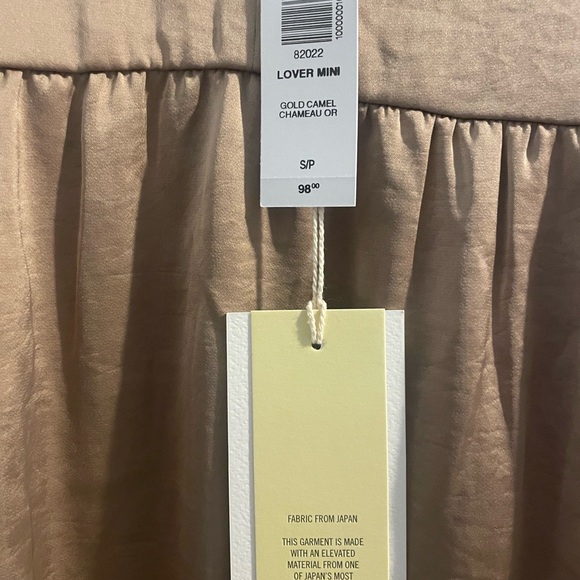 82022
LOVER MINI
GOLD CAMEL
CHAMEAU OR
S/P
98.00
FABRIC FROM JAPAN
THIS GARMENT IS MADE
WITH AN ELEVATED
MATERIAL FROM ONE
OF JAPAN'S MOST